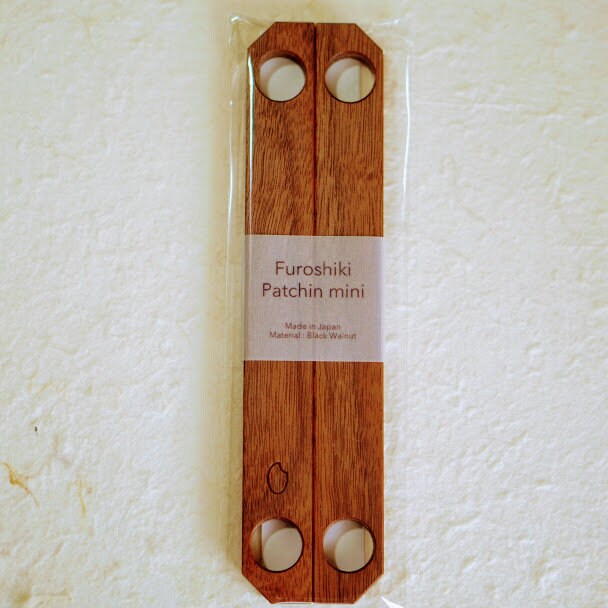 Furoshiki
Patchin mini
Made in Japan
Material : Black Walnut